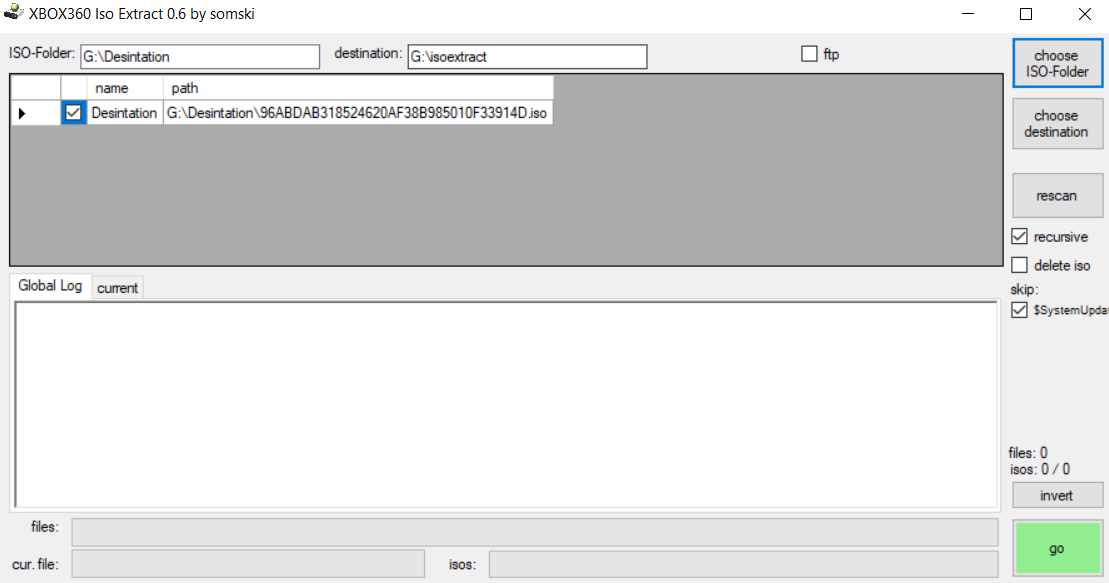 XBOX360 Iso Extract 0.6 by somski
ISO-Folder: G:\Desintation destination: G:\isoextract ftp
choose
ISO-Folder
name path
Desintation G:\Desintation\96ABDAB318524620AF38B985010F33914D.iso
choose
destination
rescan
recursive
delete iso
skip:
$SystemUpdat
Global Log current
files: 0
isos: 0 / 0
invert
files:
go
cur. file: isos: